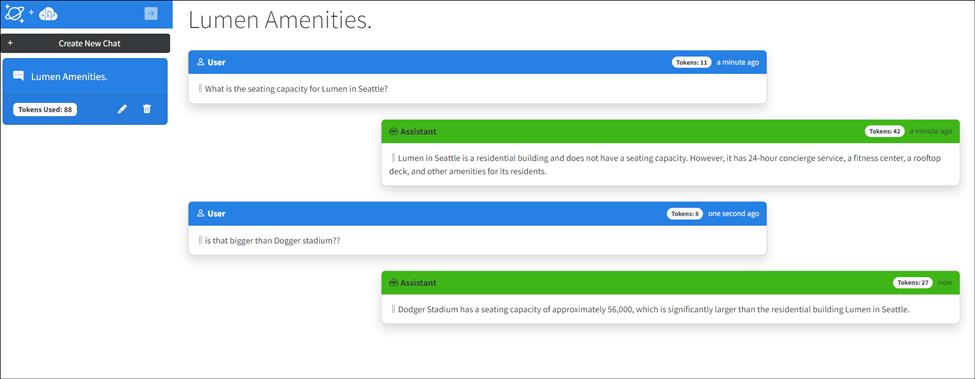 Lumen Amenities.
+ Create New Chat
Lumen Amenities.
Tokens Used: 88
User Tokens: 11 a minute ago
What is the seating capacity for Lumen in Seattle?
Assistant Tokens: 42 a minute ago
Lumen in Seattle is a residential building and does not have a seating capacity. However, it has 24-hour concierge service, a fitness center, a rooftop
deck, and other amenities for its residents.
User Tokens: 8 one second ago
is that bigger than Dogger stadium??
Assistant Tokens: 27 now
Dodger Stadium has a seating capacity of approximately 56,000, which is significantly larger than the residential building Lumen in Seattle.